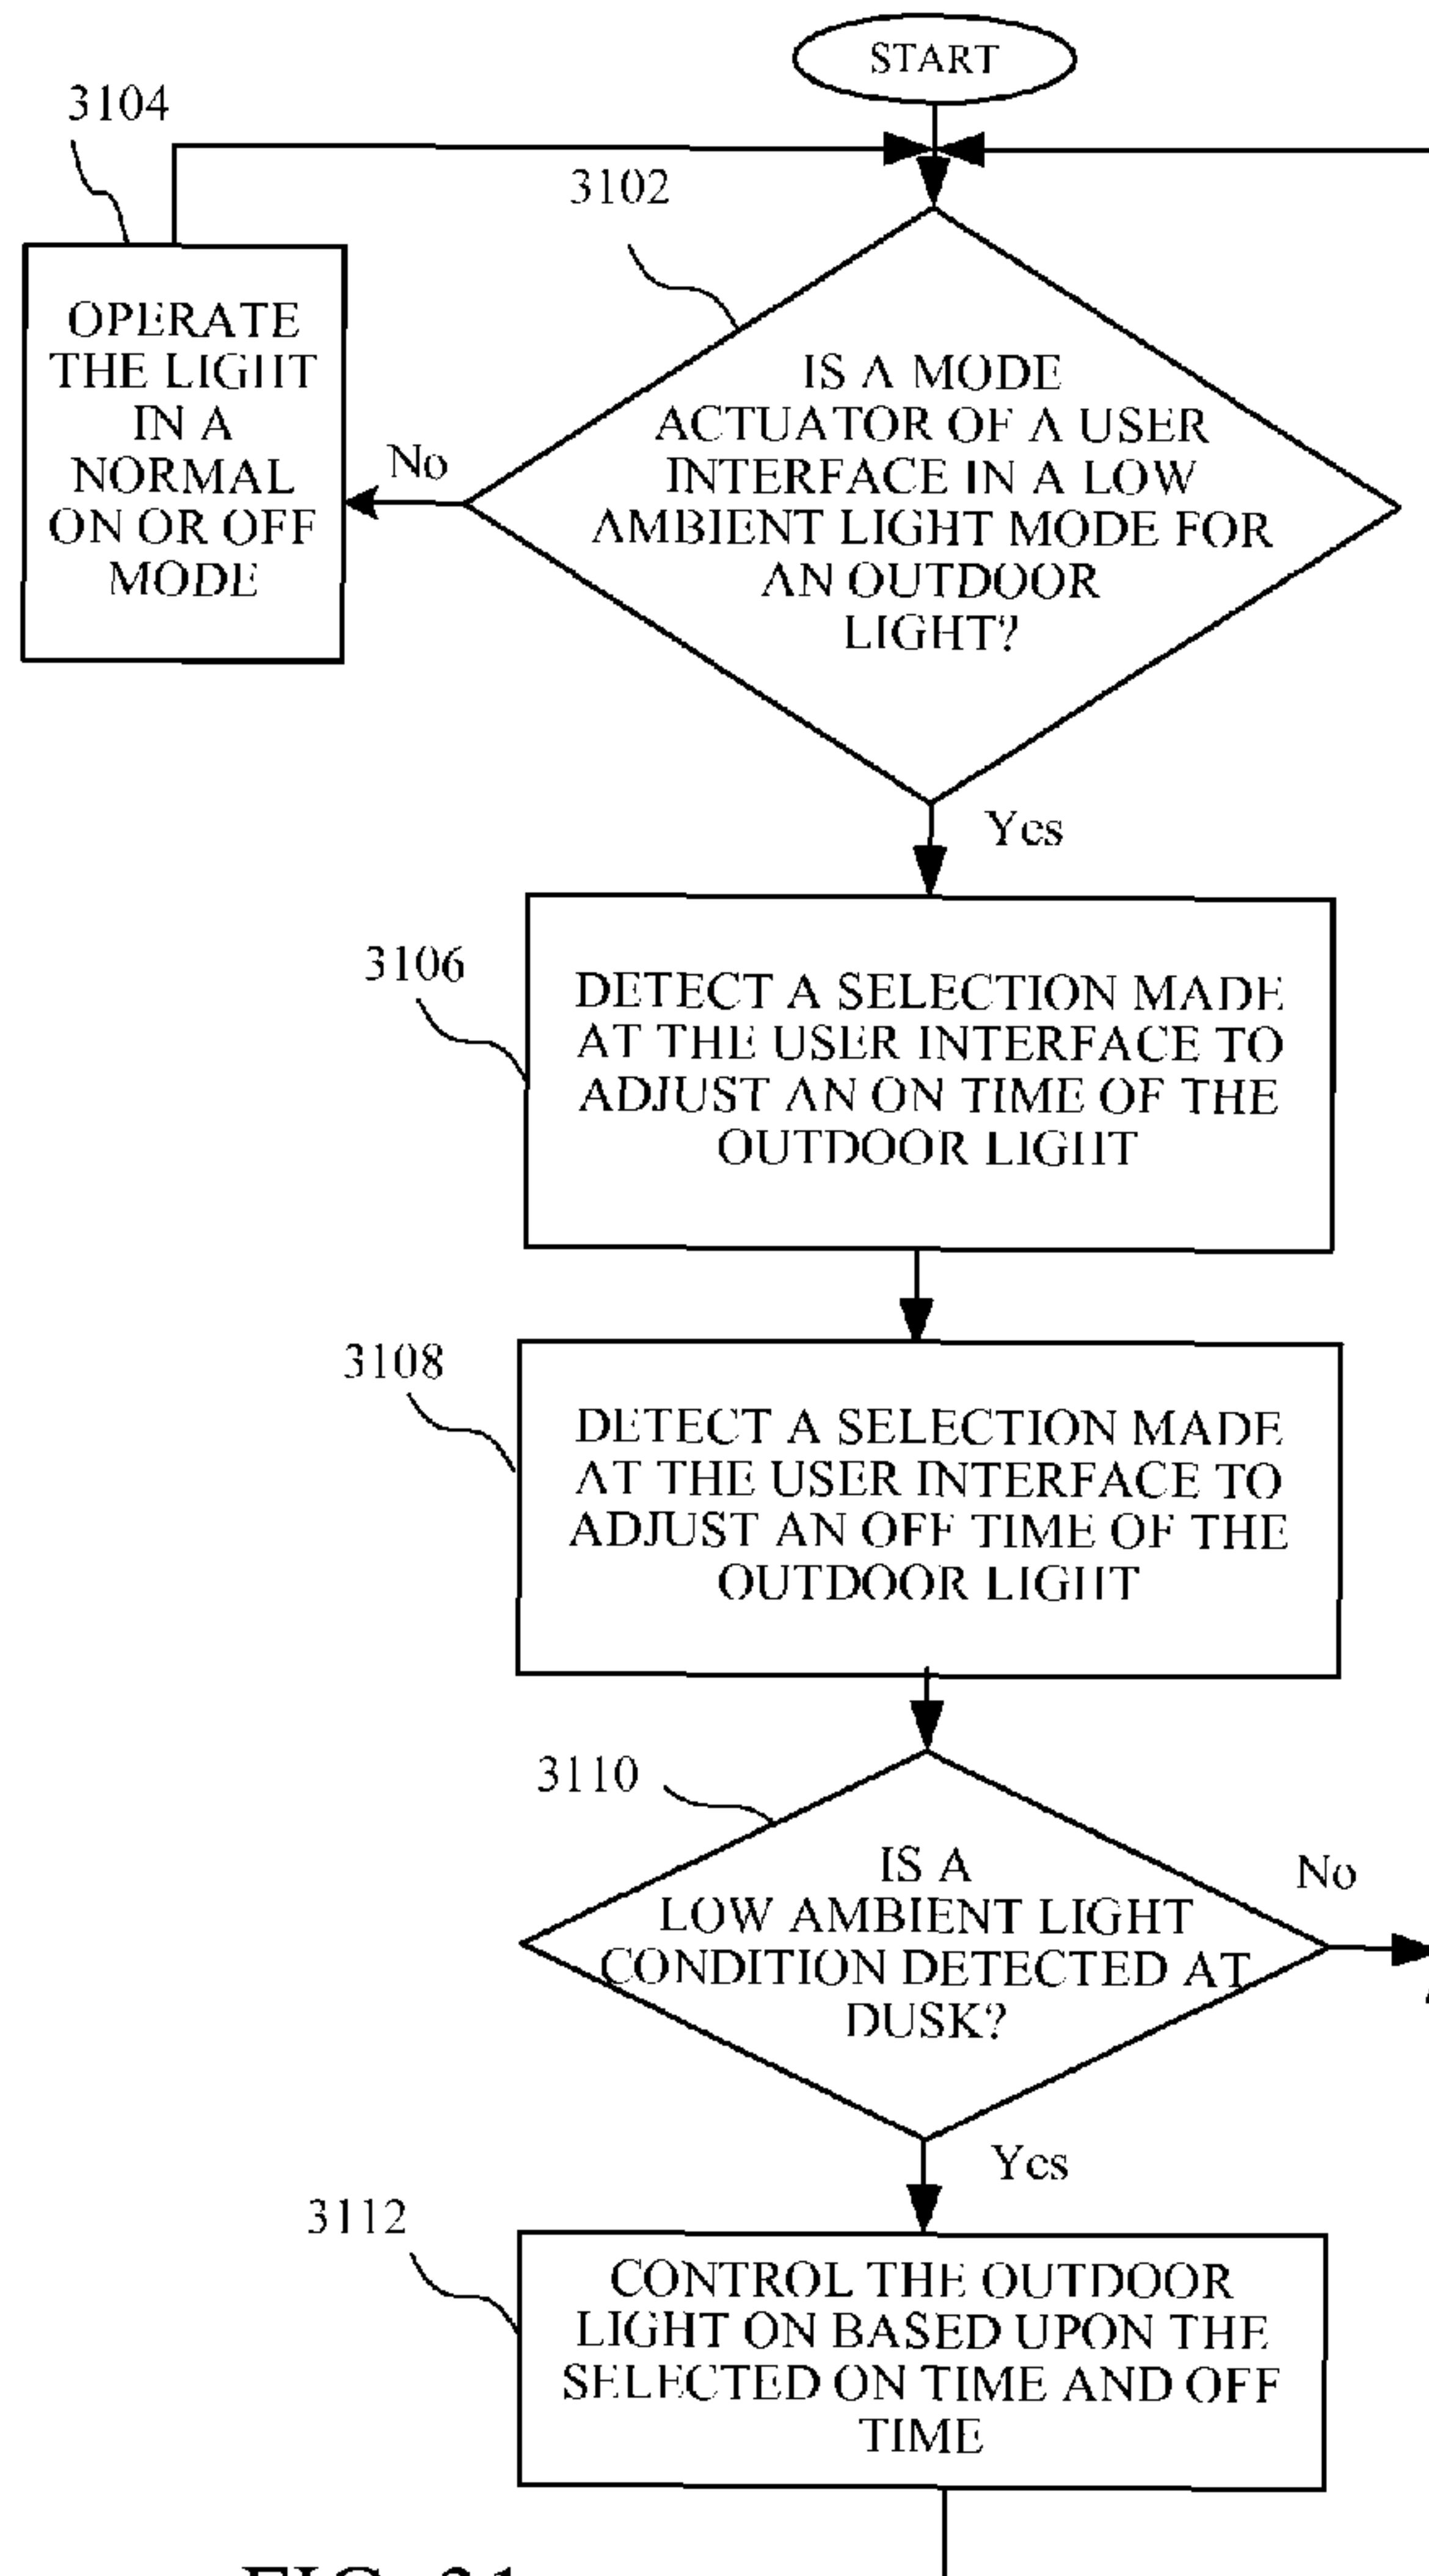 START
3104
3102
OPERATE
THE LIGHT
IN A
NORMAL
ON OR OFF
MODE
No
IS A MODE
ACTUATOR OF A USER
INTERFACE IN A LOW
AMBIENT LIGHT MODE FOR
AN OUTDOOR
LIGHT?
Yes
3106
DETECT A SELECTION MADE
AT THE USER INTERFACE TO
ADJUST AN ON TIME OF THE
OUTDOOR LIGHT
3108
DETECT A SELECTION MADE
AT THE USER INTERFACE TO
ADJUST AN OFF TIME OF THE
OUTDOOR LIGHT
3110
IS A
LOW AMBIENT LIGHT
CONDITION DETECTED AT
DUSK?
No
Yes
3112
CONTROL THE OUTDOOR
LIGHT ON BASED UPON THE
SELECTED ON TIME AND OFF
TIME